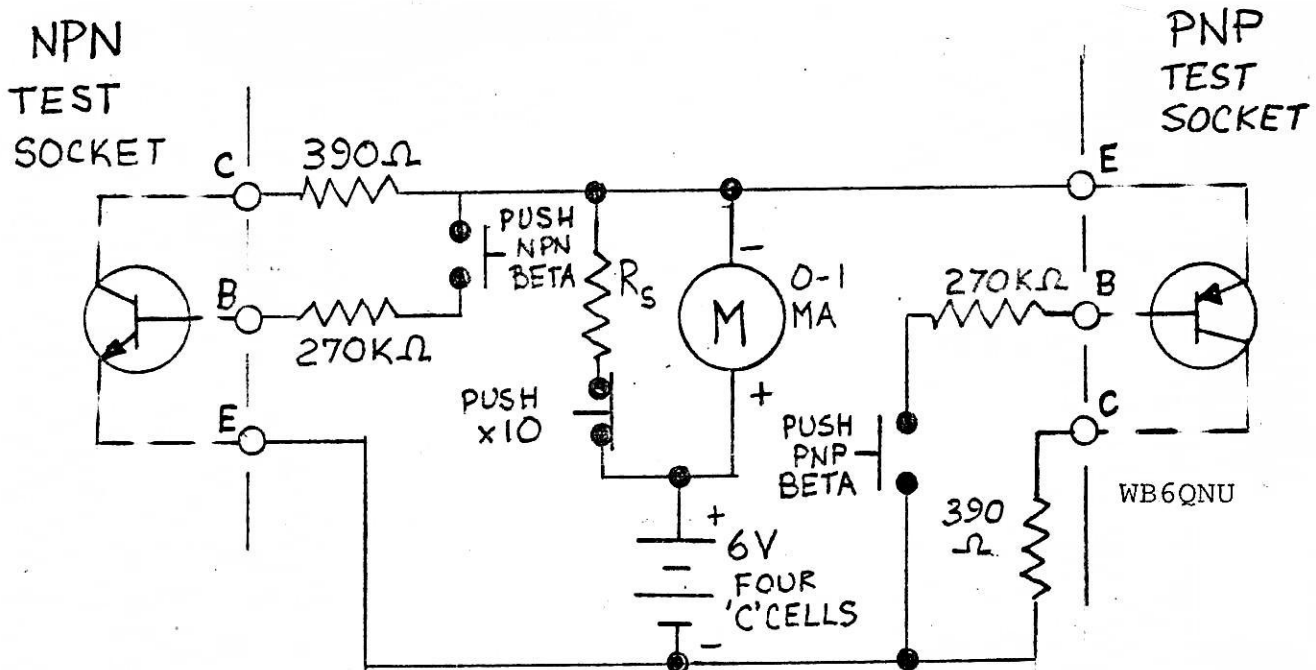 NPN
TEST
SOCKET
PNP
TEST
SOCKET
C
390Ω
E
PUSH
NPN
BETA
B
270KΩ
RS
M
0-1
MA
-
+
270KΩ
B
E
PUSH
x10
PUSH
PNP
BETA
C
WB6QNU
390
Ω
+
6V
FOUR
'C' CELLS
-